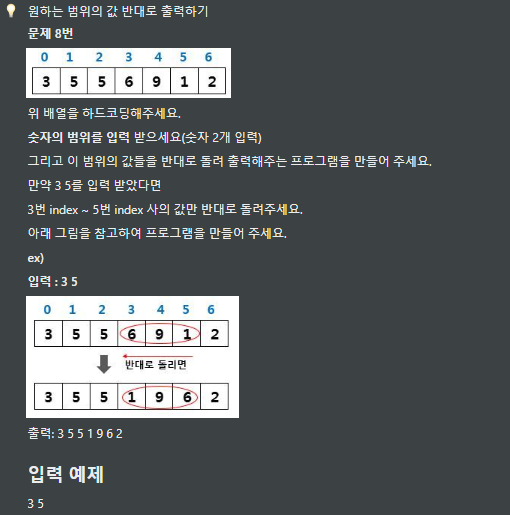 원하는 범위의 값 반대로 출력하기
문제 8번
0 1 2 3 4 5 6
3 5 5 6 9 1 2
위 배열을 하드코딩해주세요.
숫자의 범위를 입력 받으세요(숫자 2개 입력)
그리고 이 범위의 값들을 반대로 돌려 출력해주는 프로그램을 만들어 주세요.
만약 3 5를 입력 받았다면
3번 index ~ 5번 index 사의 값만 반대로 돌려주세요.
아래 그림을 참고하여 프로그램을 만들어 주세요.
ex)
입력 : 3 5
0 1 2 3 4 5 6
3 5 5 6 9 1 2
반대로 돌리면
3 5 5 1 9 6 2
출력: 3 5 5 1 9 6 2
입력 예제
3 5